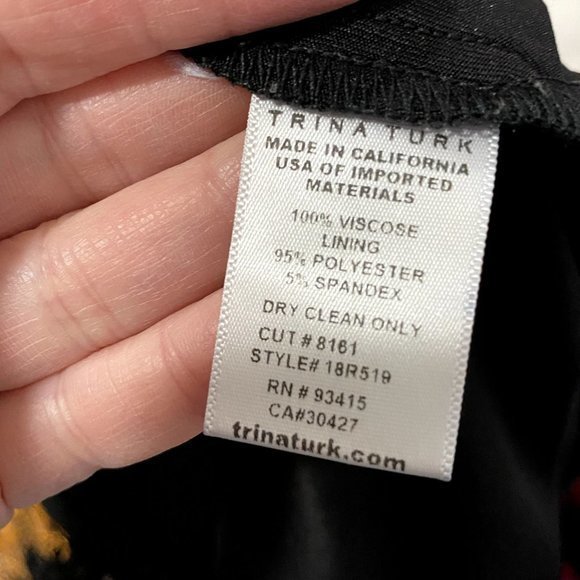 TRINA TURK
MADE IN CALIFORNIA
USA OF IMPORTED
MATERIALS
100% VISCOSE
LINING
95% POLYESTER
5% SPANDEX
DRY CLEAN ONLY
CUT # 8161
STYLE# 18R519
RN # 93415
CA#30427
trinaturk.com